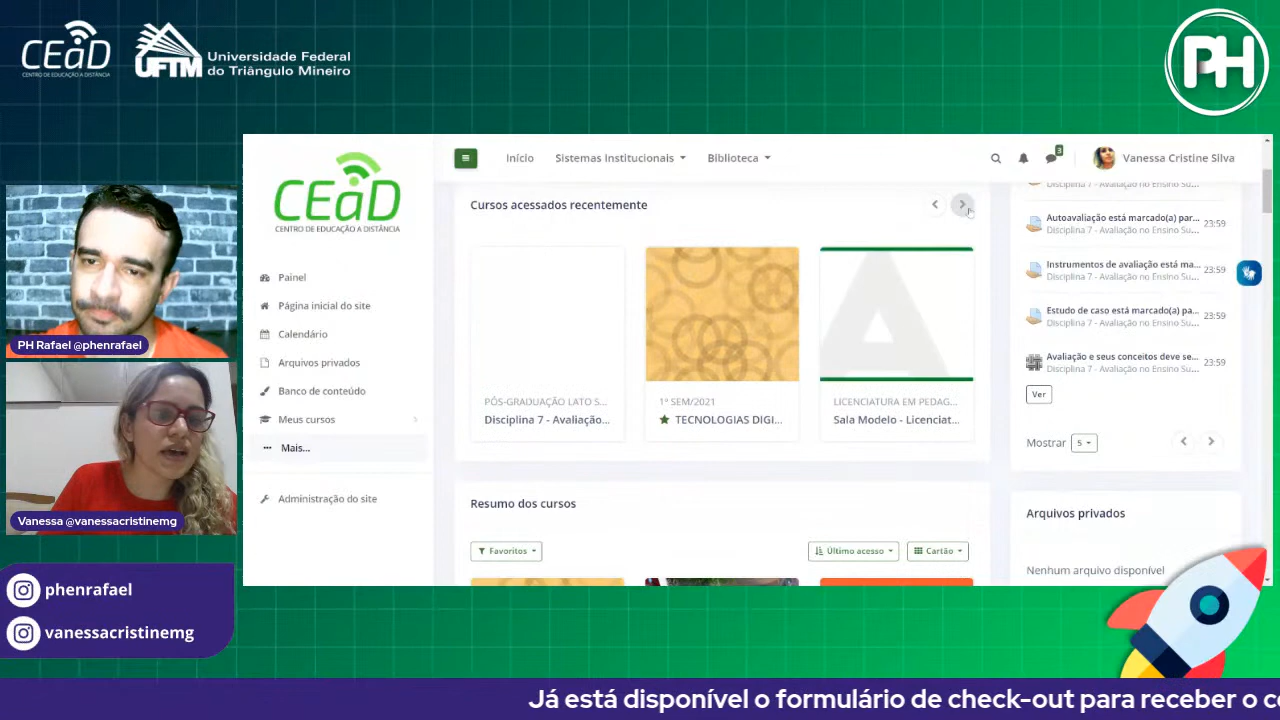 CEaD
CENTRO DE EDUCAÇÃO A DISTÂNCIA
UFTM
Universidade Federal
do Triângulo Mineiro
PH
PH Rafael @phenrafael
Vanessa @vanessacristinemg
phenrafael
vanessacristinemg
CEaD
CENTRO DE EDUCAÇÃO A DISTÂNCIA
Painel
Página inicial do site
Calendário
Arquivos privados
Banco de conteúdo
Meus cursos
Mais...
Administração do site
Início
Sistemas Institucionais
Biblioteca
3
Vanessa Cristine Silva
Cursos acessados recentemente
PÓS-GRADUAÇÃO LATO S...
Disciplina 7 - Avaliação...
1º SEM/2021
TECNOLOGIAS DIGI...
A
LICENCIATURA EM PEDAG...
Sala Modelo - Licenciat...
Resumo dos cursos
Favoritos
Último acesso
Cartão
Disciplina 7 - Avaliação no Ensino Su...
Autoavaliação está marcado(a) par...
Disciplina 7 - Avaliação no Ensino Su...
23:59
Instrumentos de avaliação está ma...
Disciplina 7 - Avaliação no Ensino Su...
23:59
Estudo de caso está marcado(a) pa...
Disciplina 7 - Avaliação no Ensino Su...
23:59
Avaliação e seus conceitos deve se...
Disciplina 7 - Avaliação no Ensino Su...
23:59
Ver
Mostrar 5
Arquivos privados
Nenhum arquivo disponível
Já está disponível o formulário de check-out para receber o c